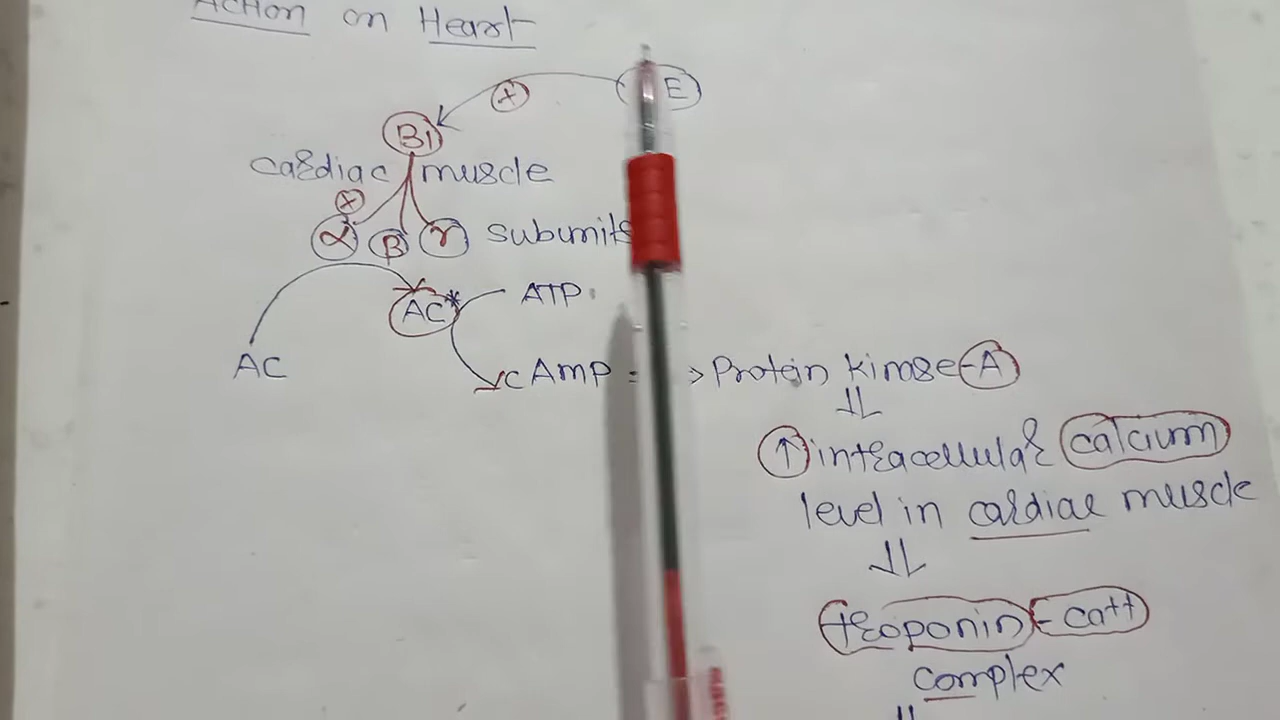 Action on Heart
E
+
B1
cardiac muscle
+
α B γ subunits
AC* ATP
AC
cAmp → Protein kinase-A
⇓
↑ intracellular calcium
level in cardiac muscle
⇓
troponin - ca++
complex